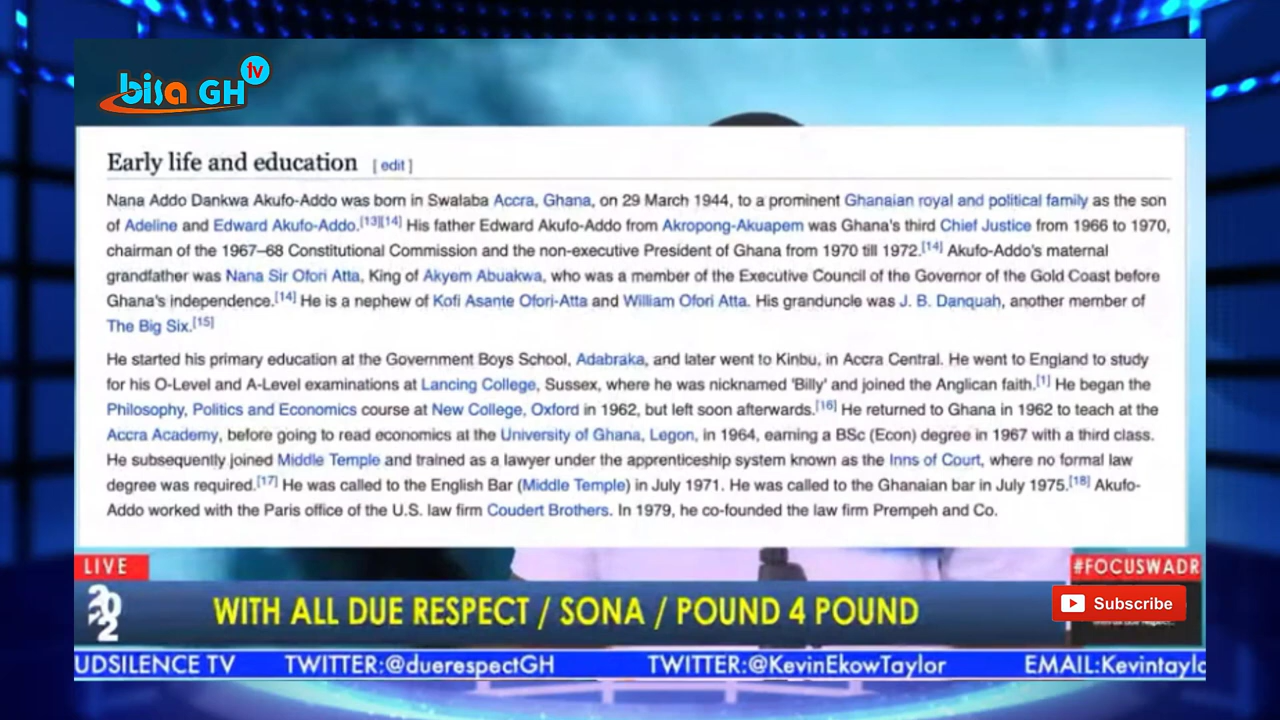 bisa GH tv
Early life and education [ edit ]
Nana Addo Dankwa Akufo-Addo was born in Swalaba Accra, Ghana, on 29 March 1944, to a prominent Ghanaian royal and political family as the son
of Adeline and Edward Akufo-Addo.[13][14] His father Edward Akufo-Addo from Akropong-Akuapem was Ghana's third Chief Justice from 1966 to 1970,
chairman of the 1967–68 Constitutional Commission and the non-executive President of Ghana from 1970 till 1972.[14] Akufo-Addo's maternal
grandfather was Nana Sir Ofori Atta, King of Akyem Abuakwa, who was a member of the Executive Council of the Governor of the Gold Coast before
Ghana's independence.[14] He is a nephew of Kofi Asante Ofori-Atta and William Ofori Atta. His granduncle was J. B. Danquah, another member of
The Big Six.[15]
He started his primary education at the Government Boys School, Adabraka, and later went to Kinbu, in Accra Central. He went to England to study
for his O-Level and A-Level examinations at Lancing College, Sussex, where he was nicknamed 'Billy' and joined the Anglican faith.[1] He began the
Philosophy, Politics and Economics course at New College, Oxford in 1962, but left soon afterwards.[16] He returned to Ghana in 1962 to teach at the
Accra Academy, before going to read economics at the University of Ghana, Legon, in 1964, earning a BSc (Econ) degree in 1967 with a third class.
He subsequently joined Middle Temple and trained as a lawyer under the apprenticeship system known as the Inns of Court, where no formal law
degree was required.[17] He was called to the English Bar (Middle Temple) in July 1971. He was called to the Ghanaian bar in July 1975.[18] Akufo-
Addo worked with the Paris office of the U.S. law firm Coudert Brothers. In 1979, he co-founded the law firm Prempeh and Co.
LIVE
#FOCUSWADR
2022
WITH ALL DUE RESPECT / SONA / POUND 4 POUND
Subscribe
UDSILENCE TV TWITTER:@duerespectGH TWITTER:@KevinEkowTaylor EMAIL:Kevintaylo